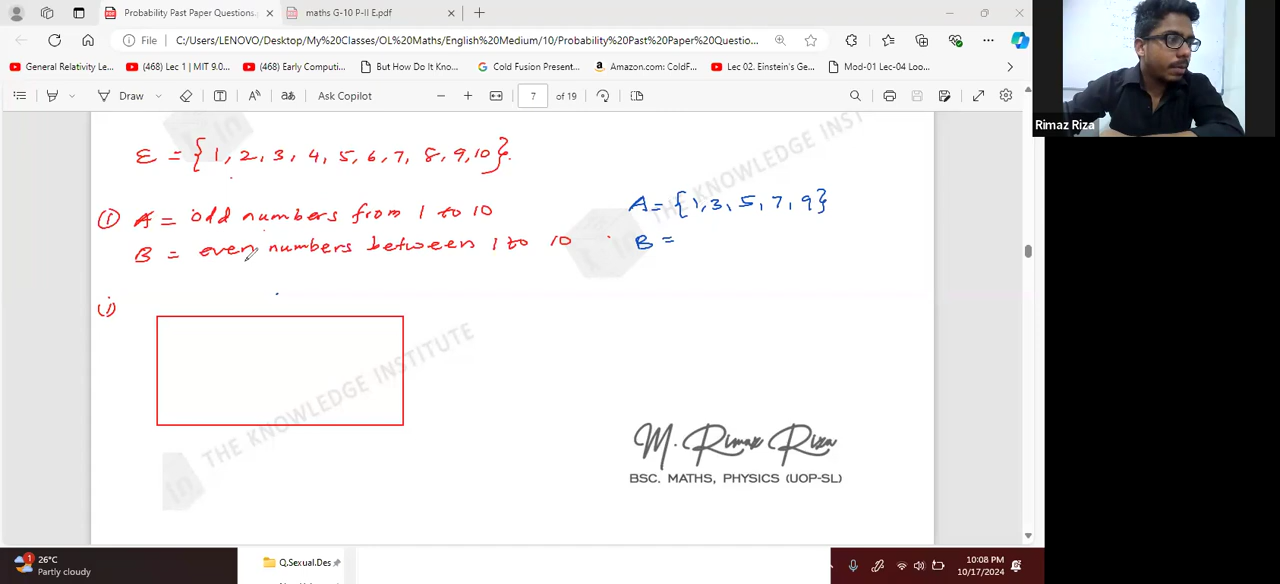 Probability Past Paper Questions.
maths G-10 P-II E.pdf
File
C:/Users/LENOVO/Desktop/My%20Classes/OL%20Maths/English%20Medium/10/Probability%20Past%20Paper%20Questio...
General Relativity Le...
(468) Lec 1 | MIT 9.0...
(468) Early Computi...
But How Do It Kno...
Cold Fusion Present...
Amazon.com: ColdF...
Lec 02. Einstein's Ge...
Mod-01 Lec-04 Loo...
Draw
Ask Copilot
7 of 19
Rimaz Riza
THE KNOWLEDGE INST
ε = {1, 2, 3, 4, 5, 6, 7, 8, 9, 10}.
(i) A = odd numbers from 1 to 10
A = {1, 3, 5, 7, 9}
B = even numbers between 1 to 10
B =
(i)
THE KNOWLEDGE INSTITUTE
M. Rimaz Riza
BSC. MATHS, PHYSICS (UOP-SL)
1
26°C
Partly cloudy
Q,Sexual.Des
10:08 PM
10/17/2024